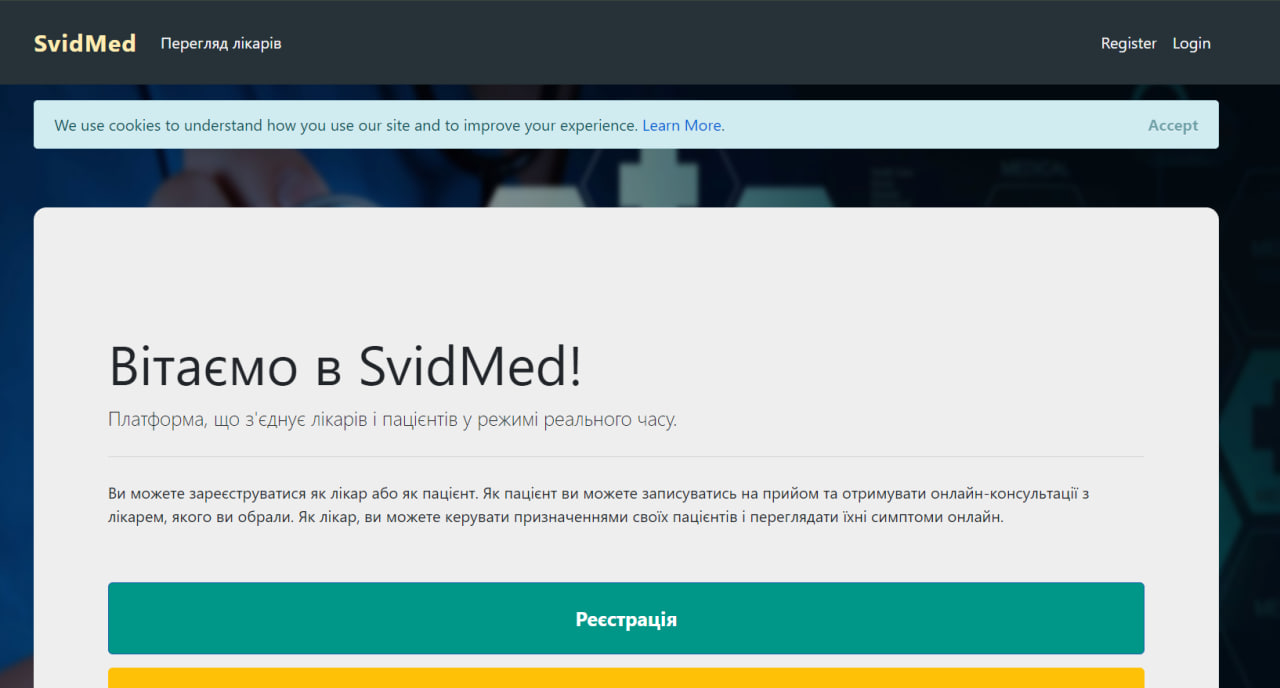 SvidMed
Перегляд лікарів
Register
Login
We use cookies to understand how you use our site and to improve your experience. Learn More.
Accept
MEDICAL
Вітаємо в SvidMed!
Платформа, що з'єднує лікарів і пацієнтів у режимі реального часу.
Ви можете зареєструватися як лікар або як пацієнт. Як пацієнт ви можете записуватись на прийом та отримувати онлайн-консультації з
лікарем, якого ви обрали. Як лікар, ви можете керувати призначеннями своїх пацієнтів і переглядати їхні симптоми онлайн.
Реєстрація